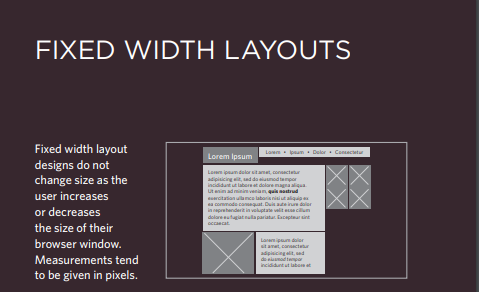 FIXED WIDTH LAYOUTS
Fixed width layout
designs do not
change size as the
user increases
or decreases
the size of their
browser window.
Measurements tend
to be given in pixels.
Lorem Ipsum
Lorem • Ipsum • Dolor • Consectetur
Lorem ipsum dolor sit amet, consectetur
adipisicing elit, sed do eiusmod tempor
incididunt ut labore et dolore magna aliqua.
Ut enim ad minim veniam, quis nostrud
exercitation ullamco laboris nisi ut aliquip ex
ea commodo consequat. Duis aute irure dolor
in reprehenderit in voluptate velit esse cillum
dolore eu fugiat nulla pariatur. Excepteur sint
occaecat.
Lorem ipsum dolor
sit amet, consectetur
adipisicing elit, sed
do eiusmod tempor
incididunt ut labore et